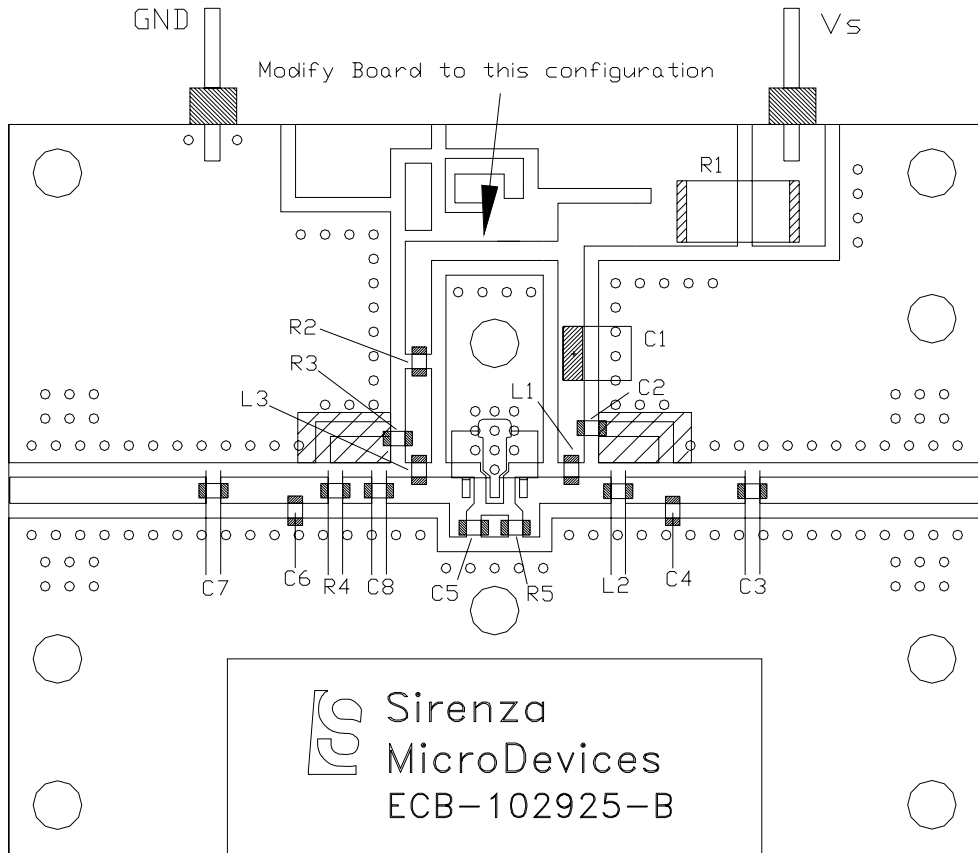 GND
Vs
Modify Board to this configuration
R1
R2
C1
R3
L3
L1
C2
C7
C6
R4
C8
C5
R5
L2
C4
C3
Sirenza
MicroDevices
ECB-102925-B